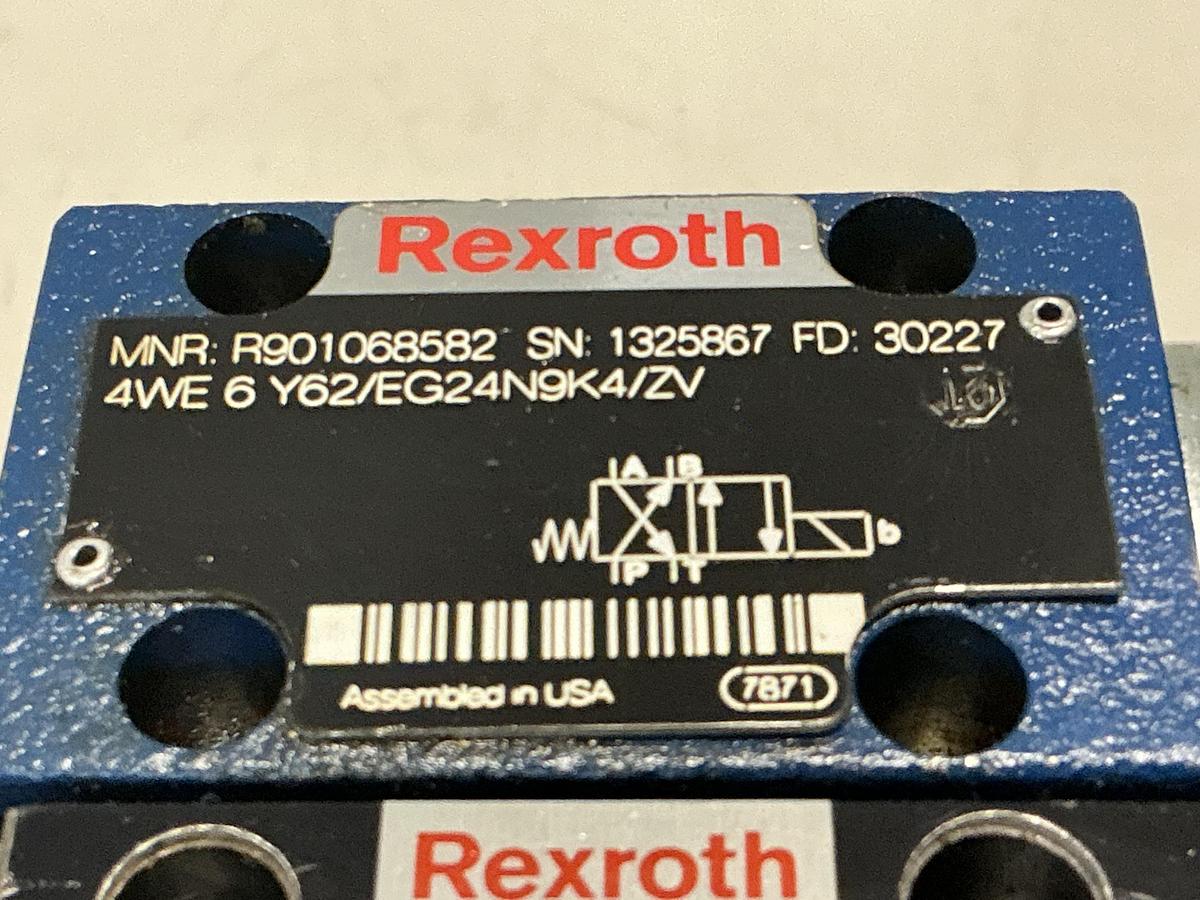 Rexroth
MNR: R901068582 SN: 1325867 FD: 30227
4WE 6 Y62/EG24N9K4/ZV
A B
b
P T
Assembled in USA
7871
Rexroth